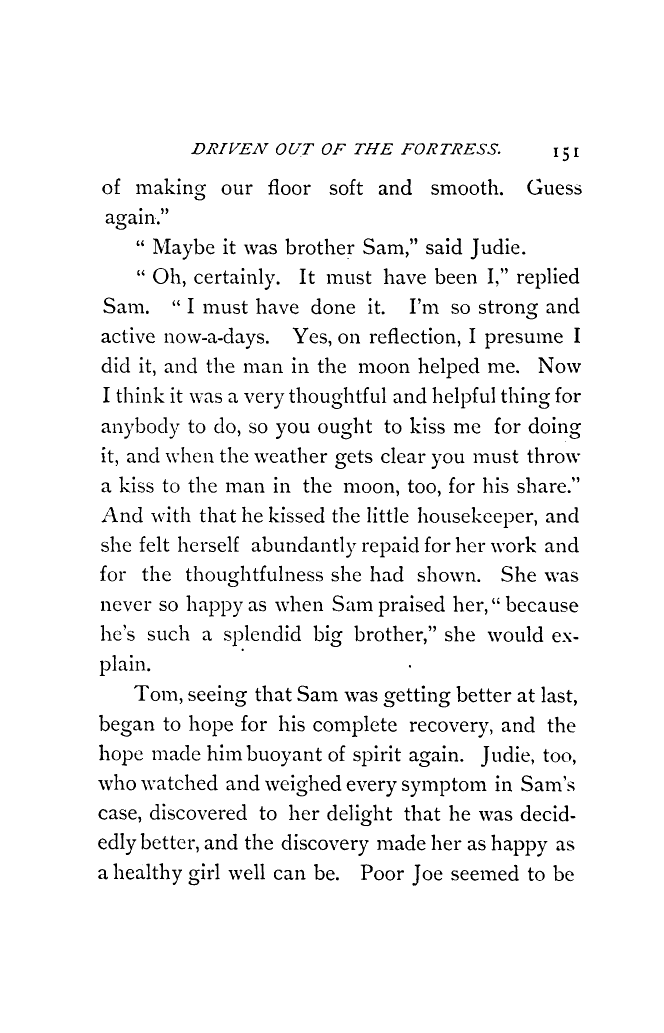 DRIVEN OUT OF THE FORTRESS. 151
of making our floor soft and smooth. Guess
again.”
“ Maybe it was brother Sam,” said Judie.
“ Oh, certainly. It must have been I,” replied
Sam. “ I must have done it. I’m so strong and
active now-a-days. Yes, on reflection, I presume I
did it, and the man in the moon helped me. Now
I think it was a very thoughtful and helpful thing for
anybody to do, so you ought to kiss me for doing
it, and when the weather gets clear you must throw
a kiss to the man in the moon, too, for his share.”
And with that he kissed the little housekeeper, and
she felt herself abundantly repaid for her work and
for the thoughtfulness she had shown. She was
never so happy as when Sam praised her, “ because
he’s such a splendid big brother,” she would ex-
plain.
Tom, seeing that Sam was getting better at last,
began to hope for his complete recovery, and the
hope made him buoyant of spirit again. Judie, too,
who watched and weighed every symptom in Sam’s
case, discovered to her delight that he was decid-
edly better, and the discovery made her as happy as
a healthy girl well can be. Poor Joe seemed to be